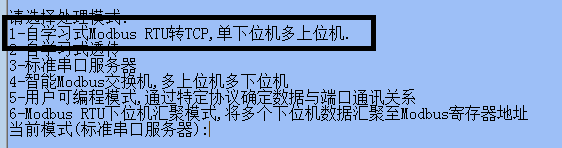 请选择处理模式:
1-自学习式Modbus RTU转TCP,单下位机多上位机.
2-自学习式透传
3-标准串口服务器
4-智能Modbus交换机,多上位机多下位机
5-用户可编程模式,通过特定协议确定数据与端口通讯关系
6-Modbus RTU下位机汇聚模式,将多个下位机数据汇聚至Modbus寄存器地址
当前模式(标准串口服务器):